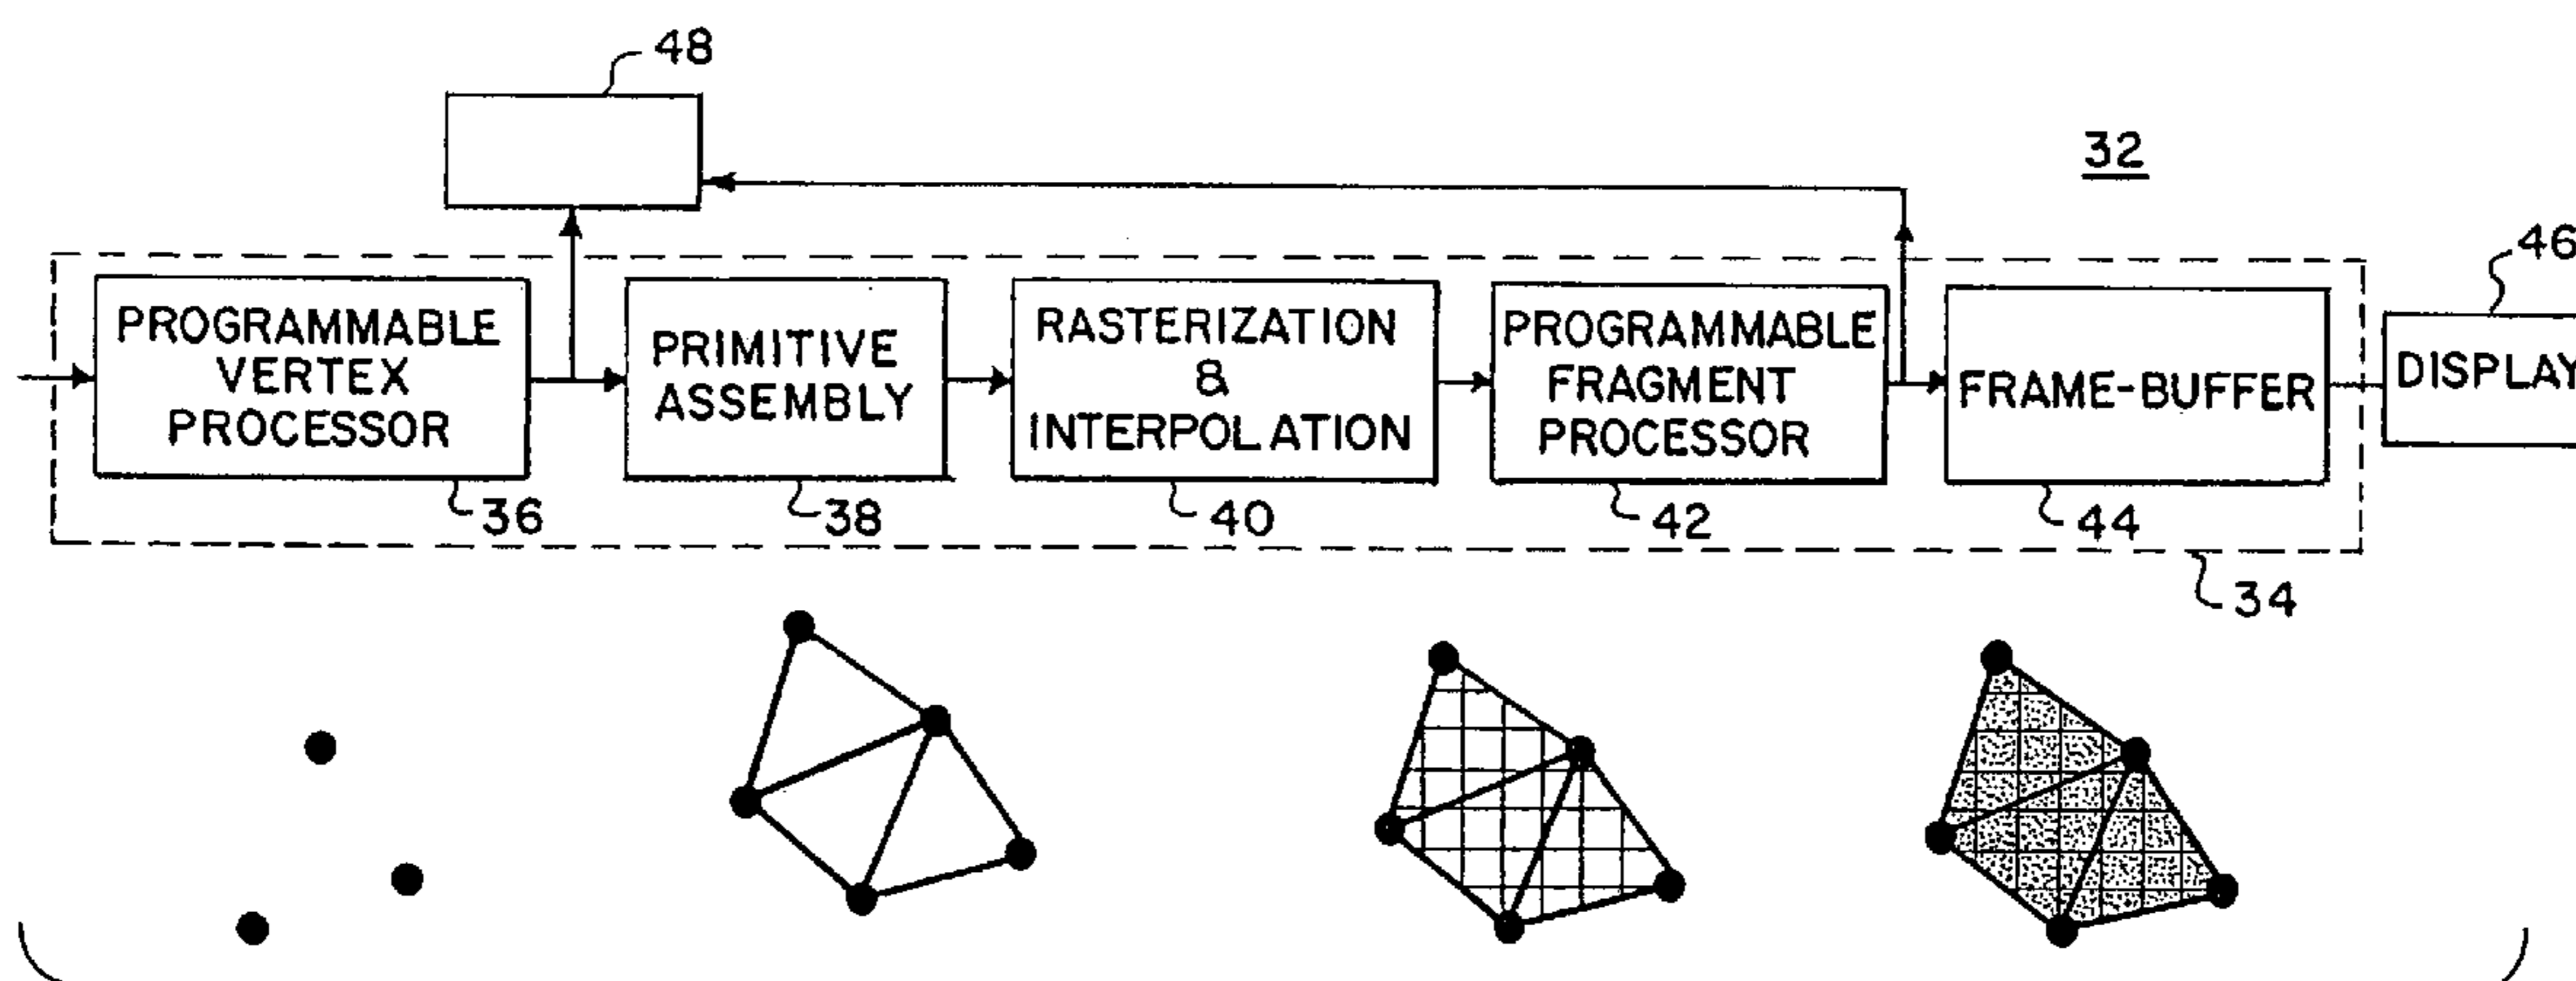 48
32
46
PROGRAMMABLE
VERTEX
PROCESSOR
PRIMITIVE
ASSEMBLY
RASTERIZATION
&
INTERPOLATION
PROGRAMMABLE
FRAGMENT
PROCESSOR
FRAME-BUFFER
DISPLAY
36
38
40
42
44
34